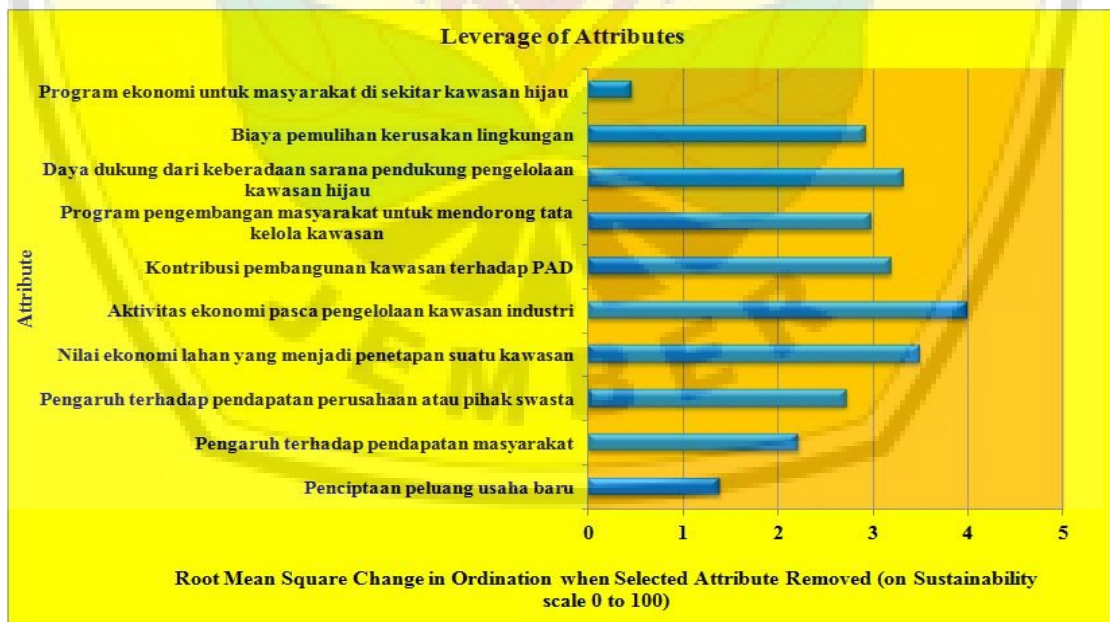 Leverage of Attributes
Attribute
Program ekonomi untuk masyarakat di sekitar kawasan hijau
Biaya pemulihan kerusakan lingkungan
Daya dukung dari keberadaan sarana pendukung pengelolaan
kawasan hijau
Program pengembangan masyarakat untuk mendorong tata
kelola kawasan
Kontribusi pembangunan kawasan terhadap PAD
Aktivitas ekonomi pasca pengelolaan kawasan industri
Nilai ekonomi lahan yang menjadi penetapan suatu kawasan
Pengaruh terhadap pendapatan perusahaan atau pihak swasta
Pengaruh terhadap pendapatan masyarakat
Penciptaan peluang usaha baru
0 1 2 3 4 5
Root Mean Square Change in Ordination when Selected Attribute Removed (on Sustainability
scale 0 to 100)
JEMBER